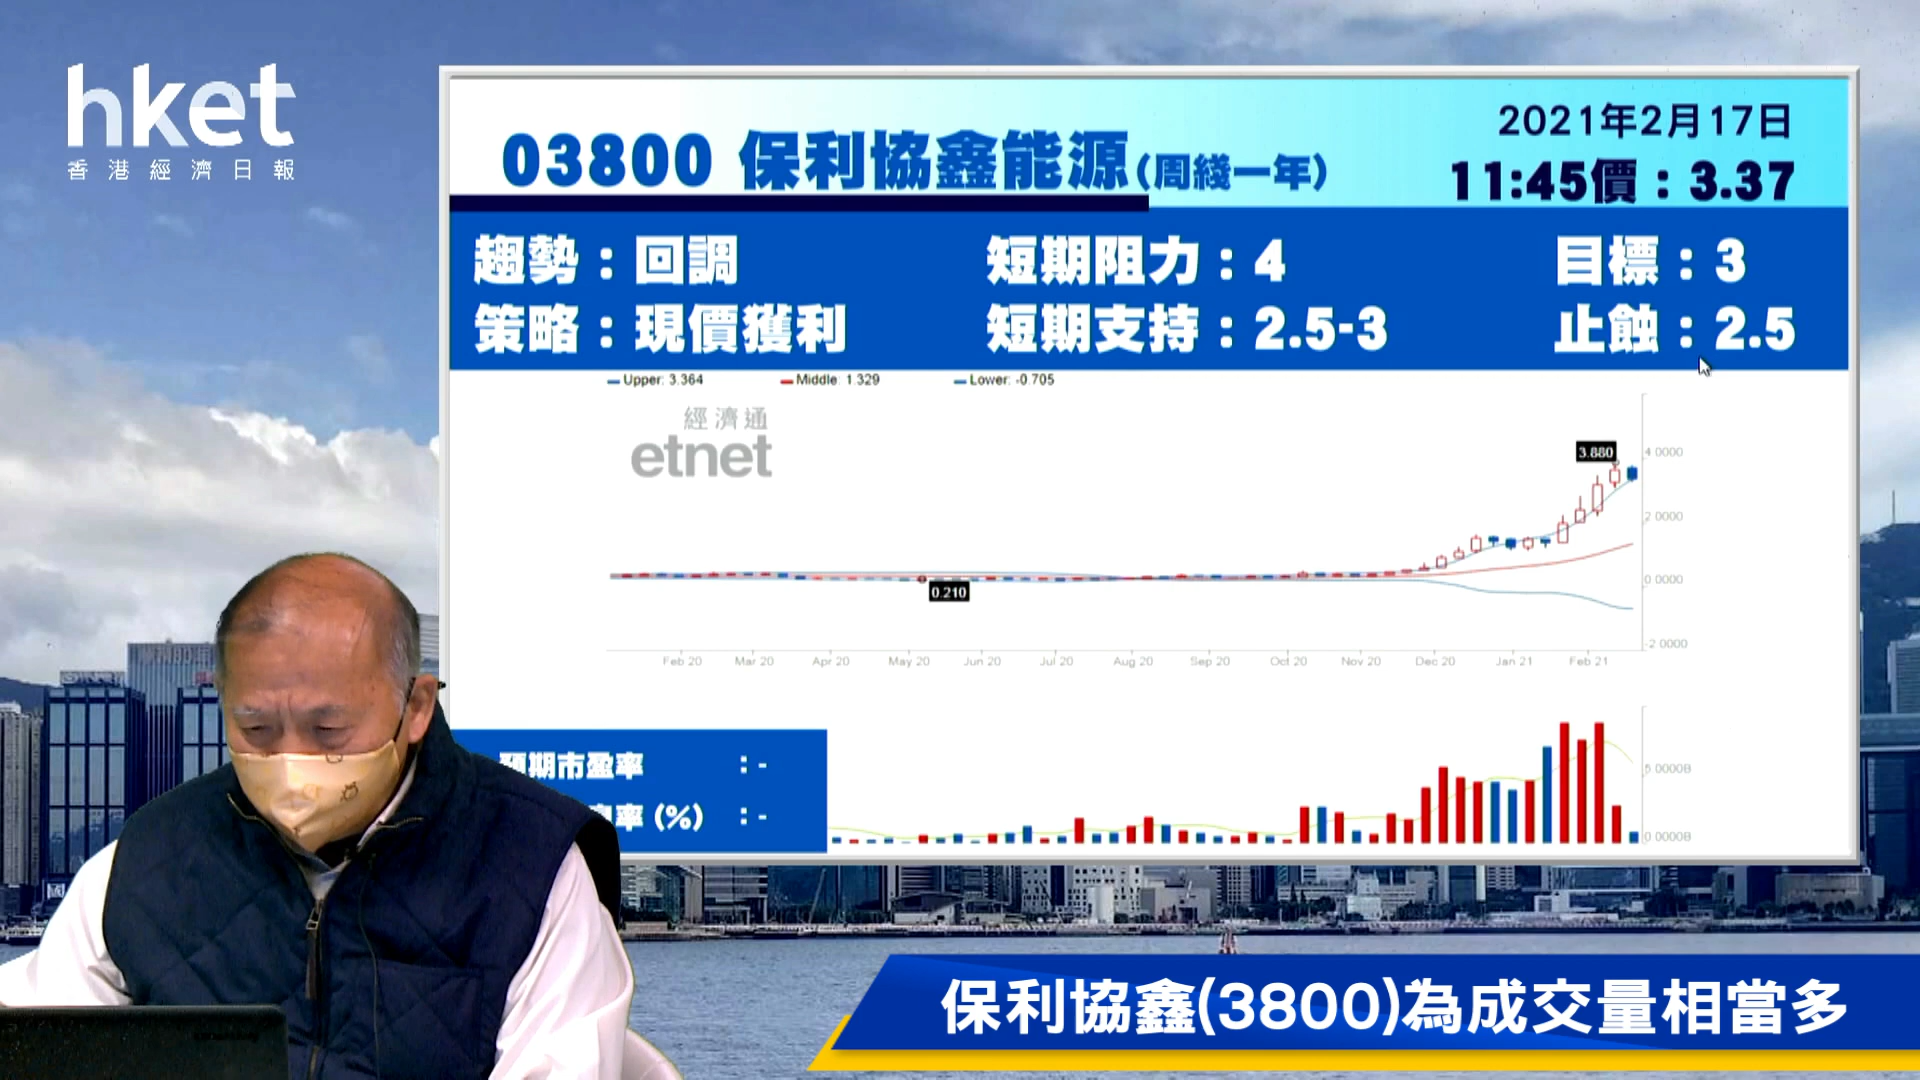 hket
香港經濟日報
2021年2月17日
03800 保利協鑫能源(周綫一年)
11:45價：3.37
趨勢：回調
短期阻力：4
目標：3
策略：現價獲利
短期支持：2.5-3
止蝕：2.5
Upper: 3.364 Middle: 1.329 Lower: -0.705
經濟通
etnet
3.880
4.0000
2.0000
0.0000
0.210
-2.0000
Feb 20 Mar 20 Apr 20 May 20 Jun 20 Jul 20 Aug 20 Sep 20 Oct 20 Nov 20 Dec 20 Jan 21 Feb 21
預期市盈率 ：-
5.0000B
息率 (%) ：-
0.0000B
保利協鑫(3800)為成交量相當多